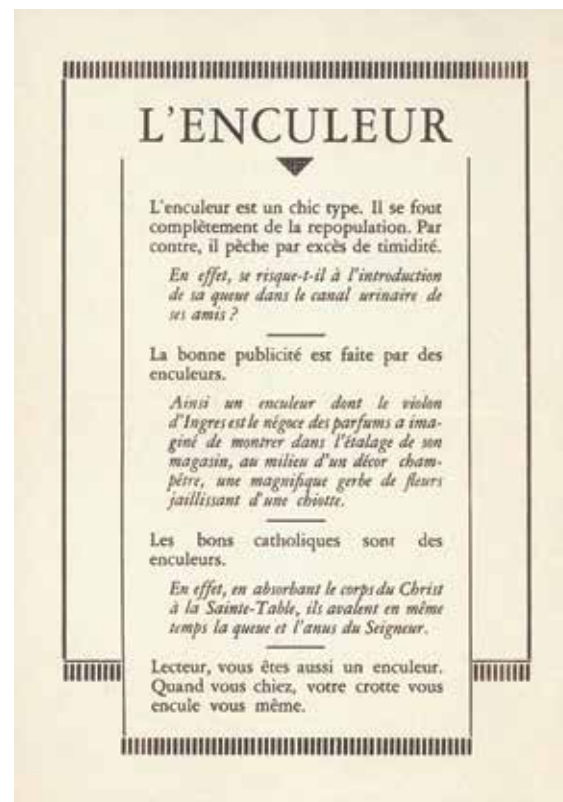 L'ENCULEUR
L'enculeur est un chic type. Il se fout
complètement de la repopulation. Par
contre, il pèche par excès de timidité.
En effet, se risque-t-il à l'introduction
de sa queue dans le canal urinaire de
ses amis ?
La bonne publicité est faite par des
enculeurs.
Ainsi un enculeur dont le violon
d'Ingres est le négoce des parfums a ima-
giné de montrer dans l'étalage de son
magasin, au milieu d'un décor cham-
pêtre, une magnifique gerbe de fleurs
jaillissant d'une chiotte.
Les bons catholiques sont des
enculeurs.
En effet, en absorbant le corps du Christ
à la Sainte-Table, ils avalent en même
temps la queue et l'anus du Seigneur.
Lecteur, vous êtes aussi un enculeur.
Quand vous chiez, votre crotte vous
encule vous même.